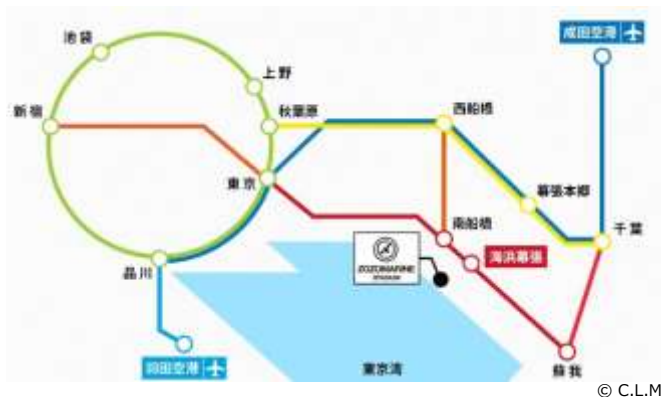 池袋
成田空港
上野
新宿
秋葉原
西船橋
東京
幕張本郷
千葉
南船橋
海浜幕張
ZOZOMARINE
STADIUM
品川
羽田空港
東京湾
蘇我
© C.L.M